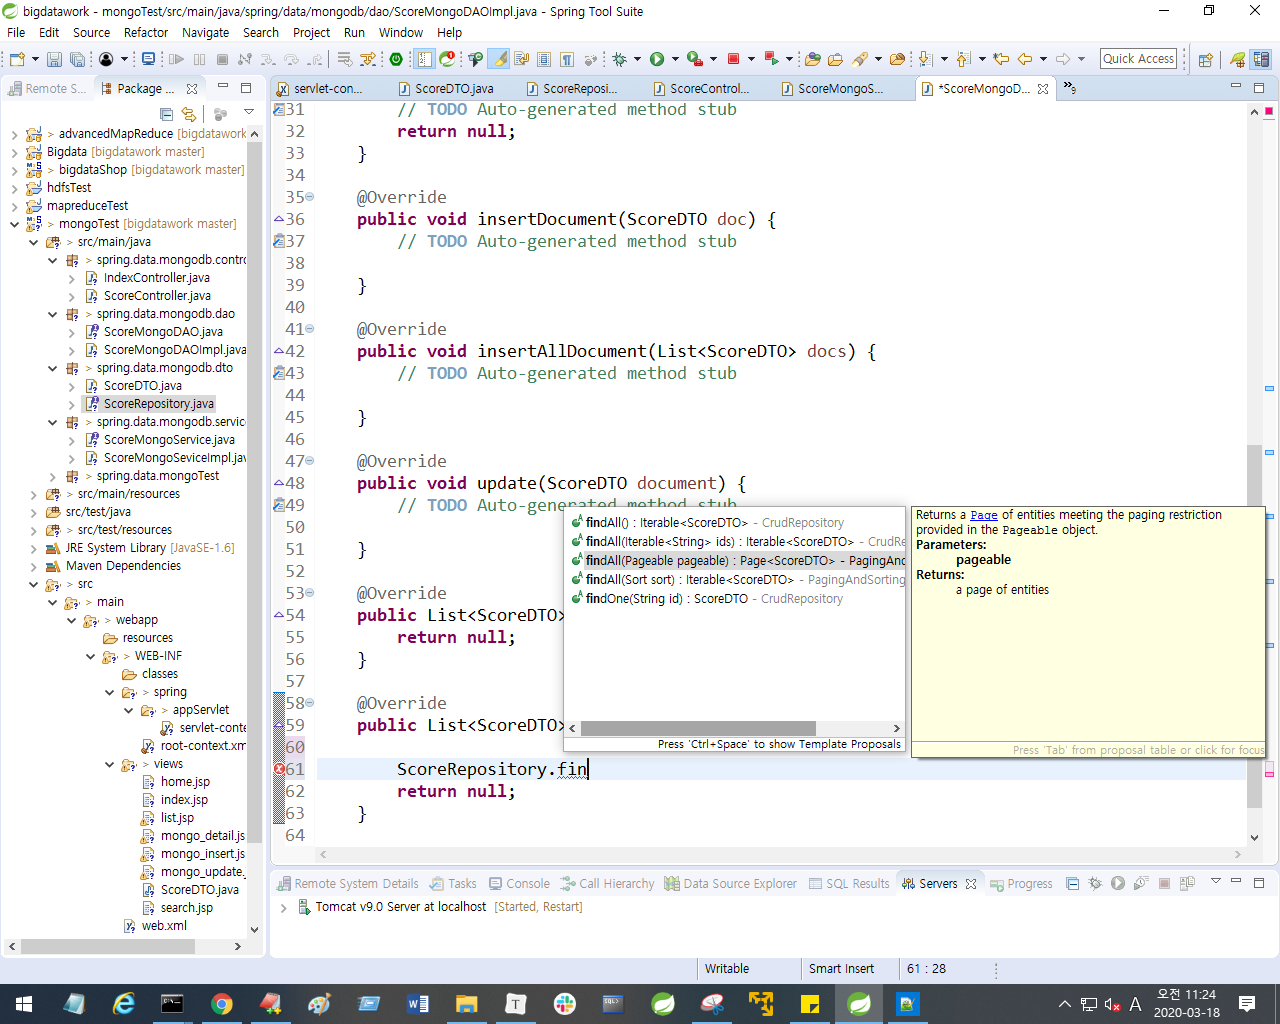 bigdatawork - mongoTest/src/main/java/spring/data/mongodb/dao/ScoreMongoDAOImpl.java - Spring Tool Suite
File Edit Source Refactor Navigate Search Project Run Window Help
Quick Access
Remote S...
Package ...
servlet-con...
ScoreDTO.java
ScoreReposi...
ScoreControl...
ScoreMongoS...
*ScoreMongoD...
»9
> advancedMapReduce [bigdatawork
Bigdata [bigdatawork master]
> bigdataShop [bigdatawork master]
hdfsTest
mapreduceTest
> mongoTest [bigdatawork master]
> src/main/java
> spring.data.mongodb.contro
IndexController.java
ScoreController.java
> spring.data.mongodb.dao
ScoreMongoDAO.java
ScoreMongoDAOImpl.java
> spring.data.mongodb.dto
ScoreDTO.java
ScoreRepository.java
> spring.data.mongodb.service
ScoreMongoService.java
ScoreMongoSeviceImpl.jav
> spring.data.mongoTest
> src/main/resources
src/test/java
> src/test/resources
JRE System Library [JavaSE-1.6]
Maven Dependencies
> src
> main
> webapp
resources
> WEB-INF
classes
> spring
> appServlet
servlet-conte
root-context.xm
> views
home.jsp
index.jsp
list.jsp
mongo_detail.js
mongo_insert.js
mongo_update_
ScoreDTO.java
search.jsp
web.xml
31 // TODO Auto-generated method stub
32 return null;
33 }
34
35 @Override
36 public void insertDocument(ScoreDTO doc) {
37 // TODO Auto-generated method stub
38
39 }
40
41 @Override
42 public void insertAllDocument(List<ScoreDTO> docs) {
43 // TODO Auto-generated method stub
44
45 }
46
47 @Override
48 public void update(ScoreDTO document) {
49 // TODO Auto-generated method stub
50
51 }
52
53 @Override
54 public List<ScoreDTO>
55 return null;
56 }
57
58 @Override
59 public List<ScoreDTO>
60
61 ScoreRepository.fin
62 return null;
63 }
64
findAll() : Iterable<ScoreDTO> - CrudRepository
findAll(Iterable<String> ids) : Iterable<ScoreDTO> - CrudRe
findAll(Pageable pageable) : Page<ScoreDTO> - PagingAnd
findAll(Sort sort) : Iterable<ScoreDTO> - PagingAndSorting
findOne(String id) : ScoreDTO - CrudRepository
Press 'Ctrl+Space' to show Template Proposals
Returns a Page of entities meeting the paging restriction
provided in the Pageable object.
Parameters:
pageable
Returns:
a page of entities
Press 'Tab' from proposal table or click for focus
Remote System Details Tasks Console Call Hierarchy Data Source Explorer SQL Results Servers Progress
Tomcat v9.0 Server at localhost [Started, Restart]
Writable
Smart Insert
61 : 28
A
오전 11:24
2020-03-18